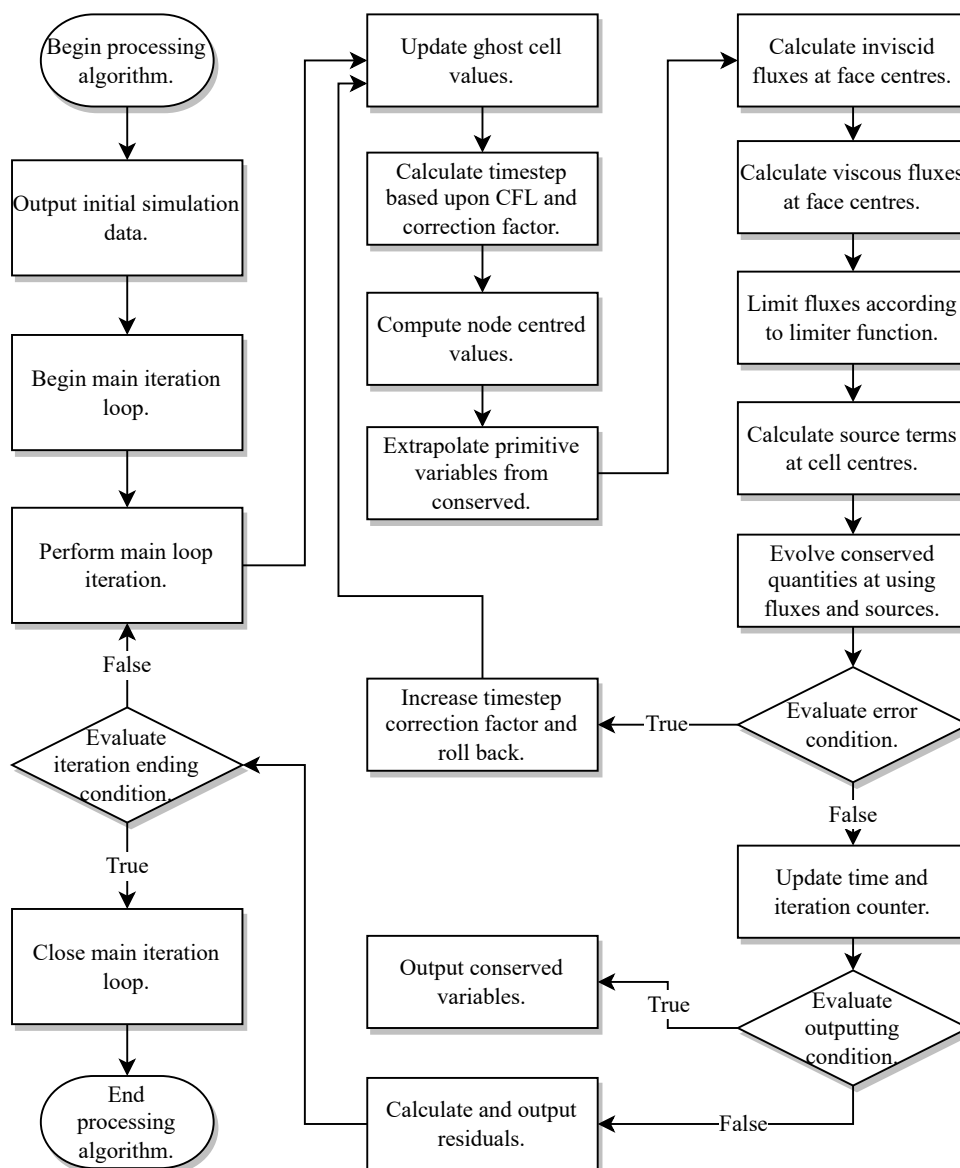 Begin processing
algorithm.
Output initial simulation
data.
Begin main iteration
loop.
Perform main loop
iteration.
False
Evaluate
iteration ending
condition.
True
Close main iteration
loop.
End
processing
algorithm.
Update ghost cell
values.
Calculate timestep
based upon CFL and
correction factor.
Compute node centred
values.
Extrapolate primitive
variables from
conserved.
Increase timestep
correction factor and
roll back.
True
Output conserved
variables.
True
Calculate and output
residuals.
False
Calculate inviscid
fluxes at face centres.
Calculate viscous fluxes
at face centres.
Limit fluxes according
to limiter function.
Calculate source terms
at cell centres.
Evolve conserved
quantities at using
fluxes and sources.
Evaluate error
condition.
False
Update time and
iteration counter.
Evaluate
outputting
condition.